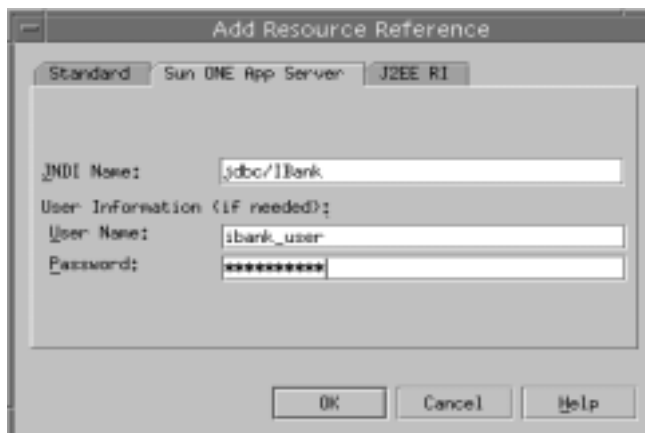 Add Resource Reference
Standard Sun ONE App Server J2EE RI
JNDI Name: jdbc/IBank
User Information (if needed):
User Name: ibank_user
Password: **********
OK Cancel Help